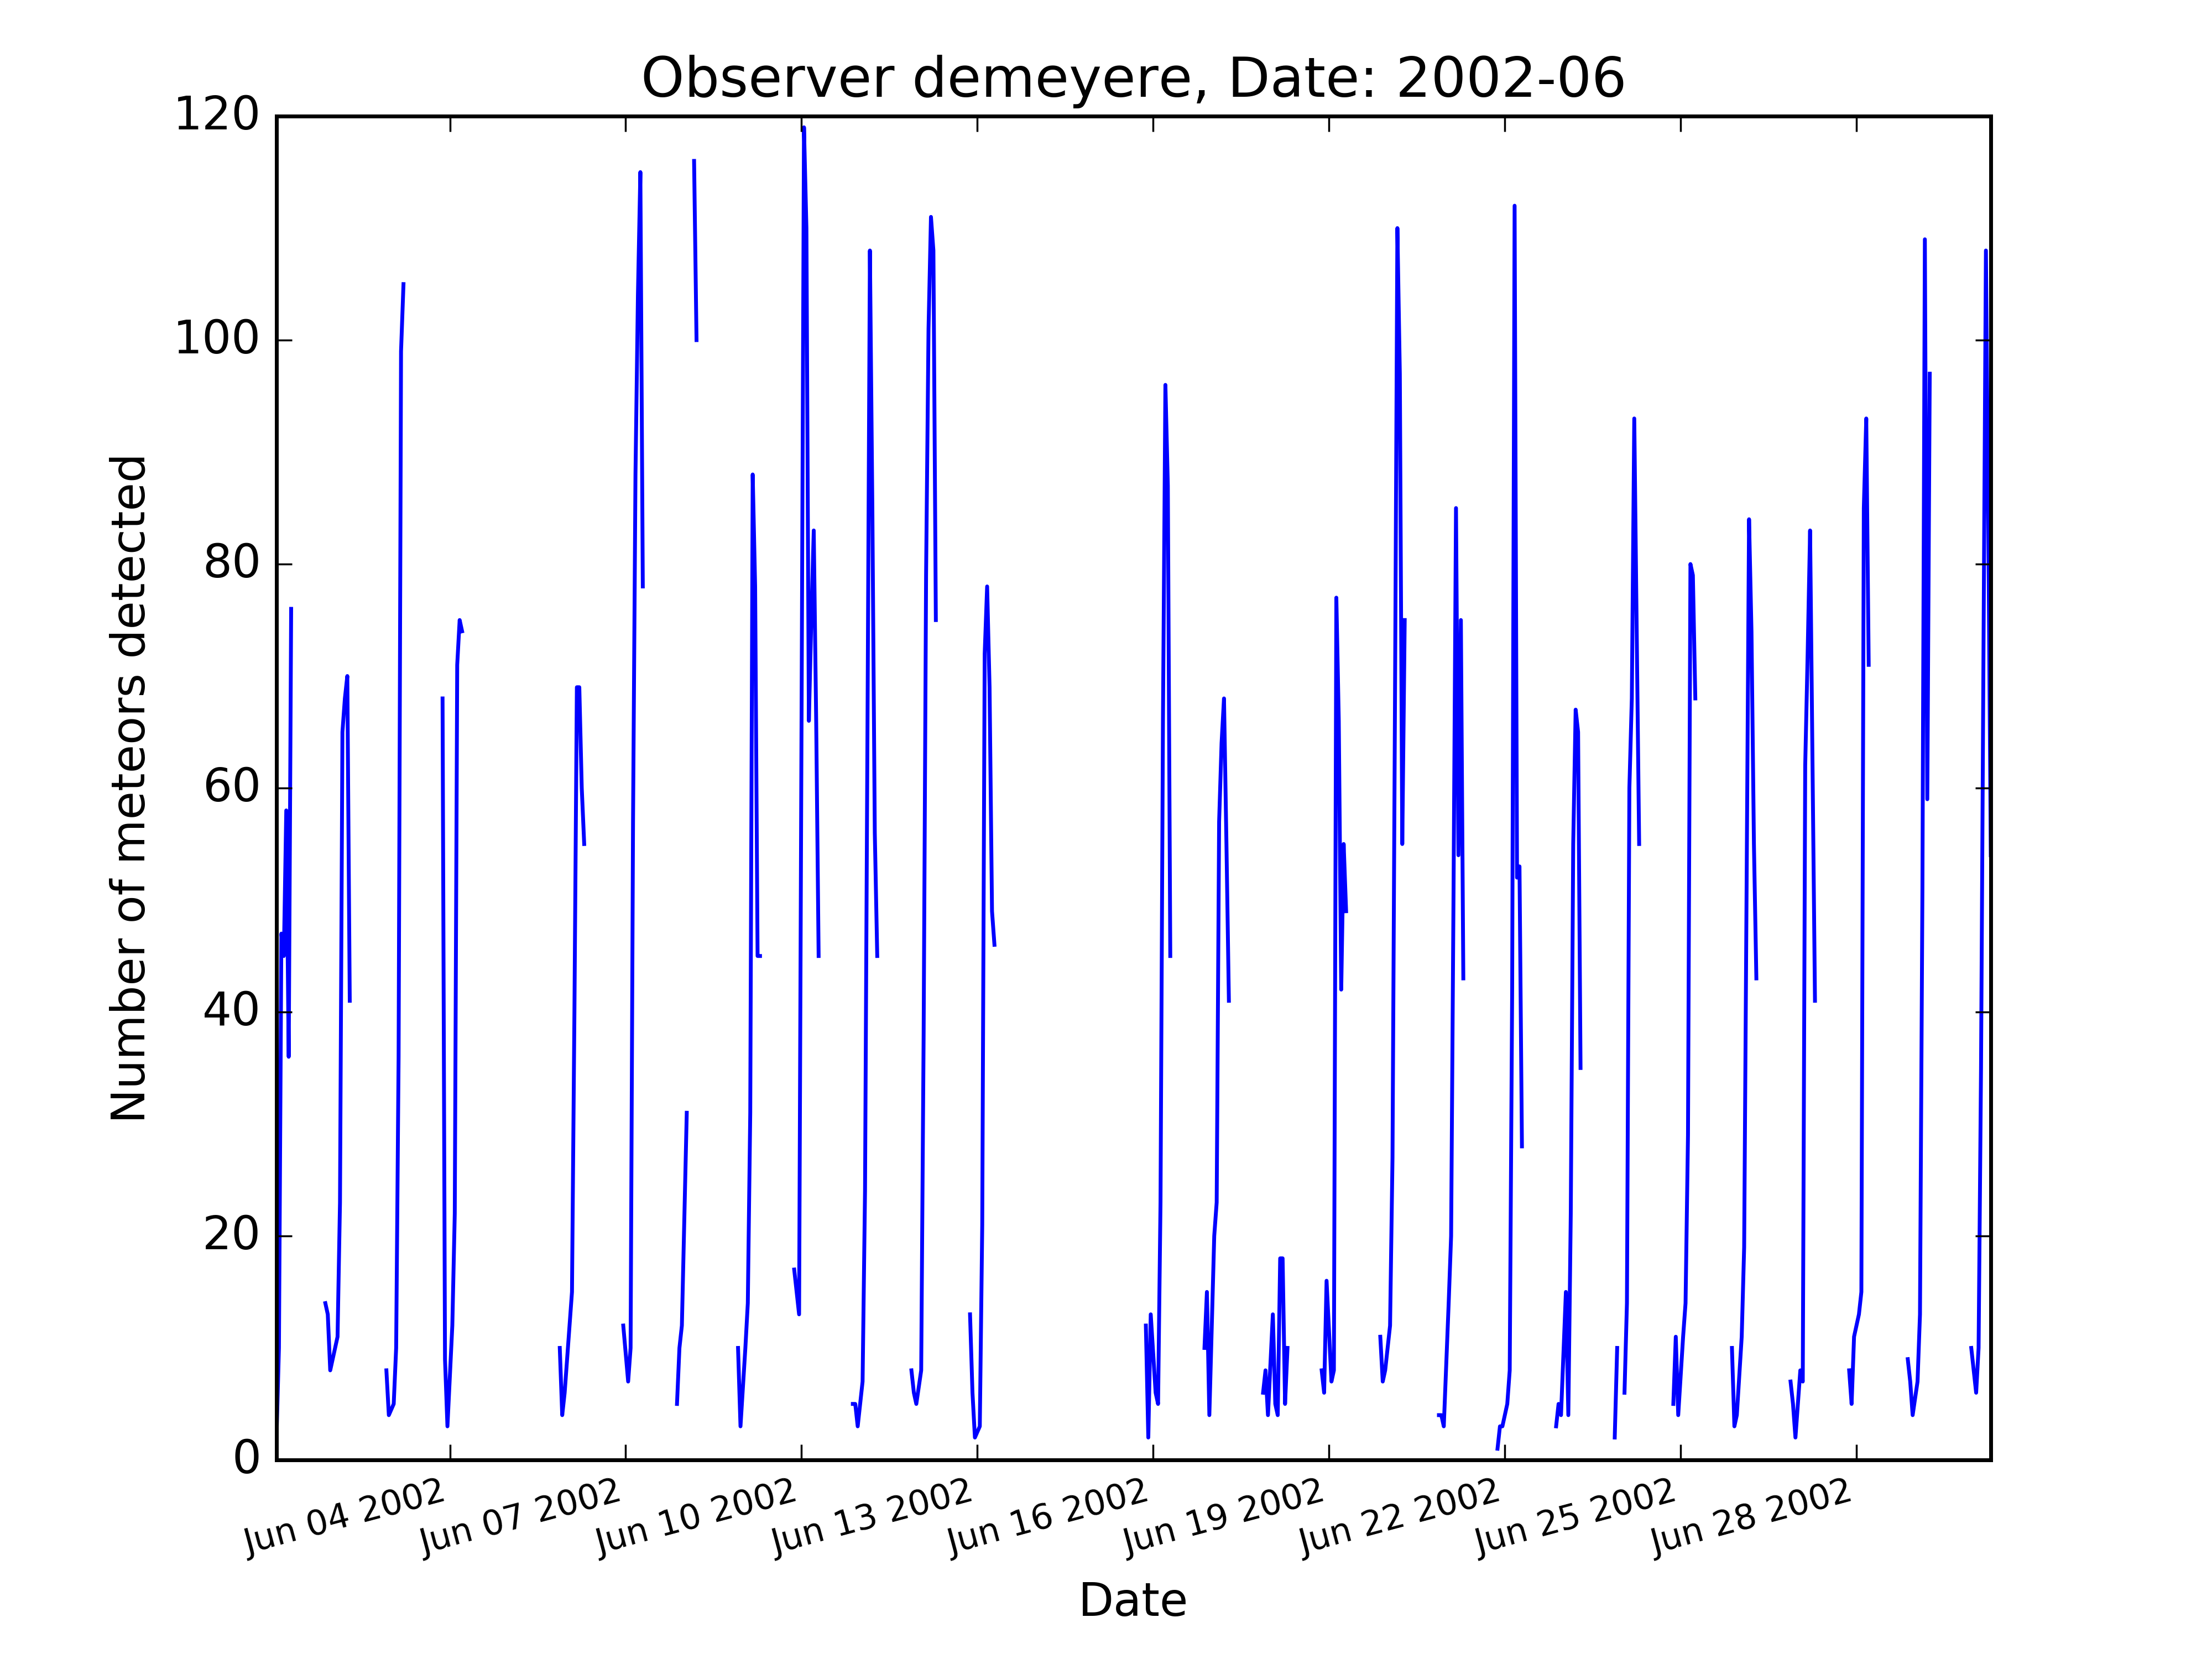 Observer demeyere, Date: 2002-06
120
100
80
60
40
20
0
Number of meteors detected
Jun 04 2002
Jun 07 2002
Jun 10 2002
Jun 13 2002
Jun 16 2002
Jun 19 2002
Jun 22 2002
Jun 25 2002
Jun 28 2002
Date